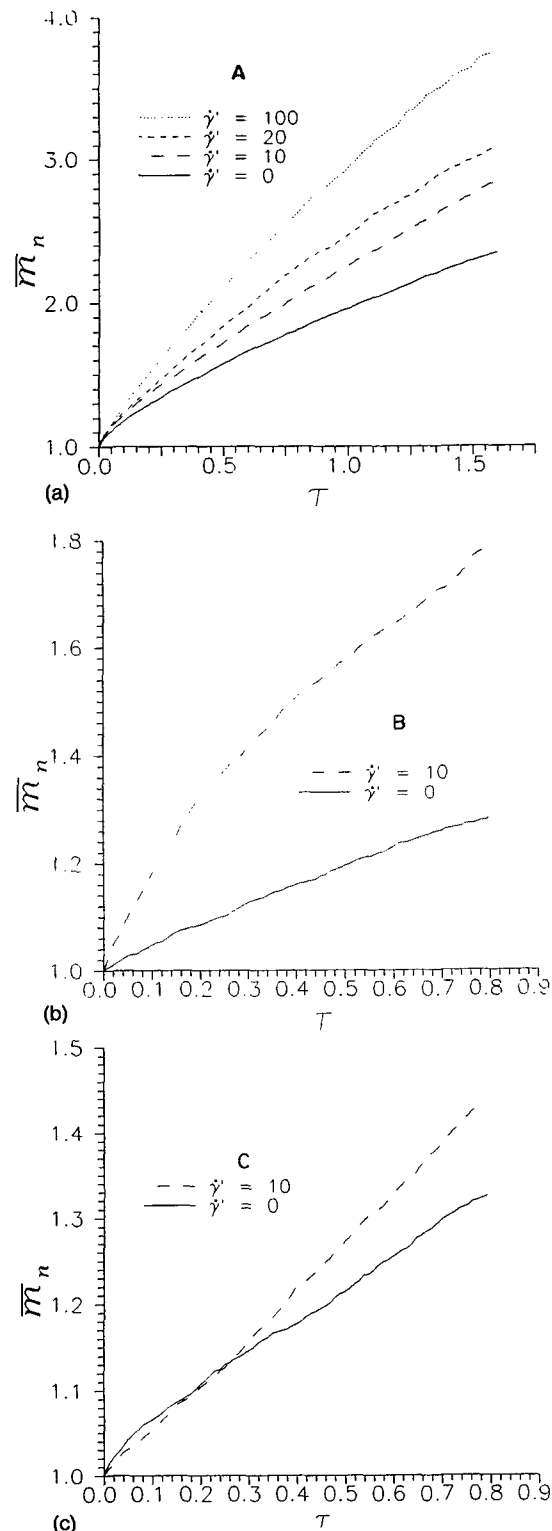 4.0
A
γ̇' = 100
γ̇' = 20
3.0
γ̇' = 10
γ̇' = 0
m̅ₙ
2.0
1.0
0.0 0.5 1.0 1.5
(a)
τ
1.8
1.6
m̅ₙ
B
1.4
γ̇' = 10
γ̇' = 0
1.2
1.0
0.0 0.1 0.2 0.3 0.4 0.5 0.6 0.7 0.8 0.9
(b)
τ
1.5
1.4
C
γ̇' = 10
γ̇' = 0
1.3
m̅ₙ
1.2
1.1
1.0
0.0 0.1 0.2 0.3 0.4 0.5 0.6 0.7 0.8 0.9
(c)
τ